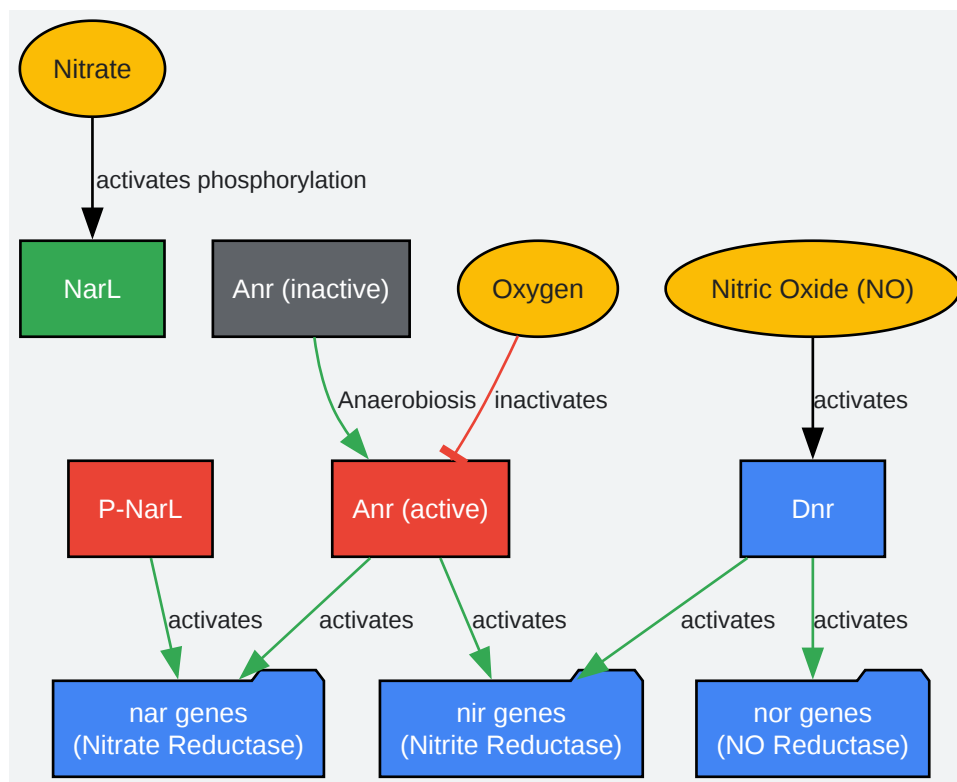 Nitrate
activates phosphorylation
NarL
Anr (inactive)
Oxygen
Nitric Oxide (NO)
Anaerobiosis
inactivates
activates
P-NarL
Anr (active)
Dnr
activates
activates
activates
activates
activates
nar genes
(Nitrate Reductase)
nir genes
(Nitrite Reductase)
nor genes
(NO Reductase)